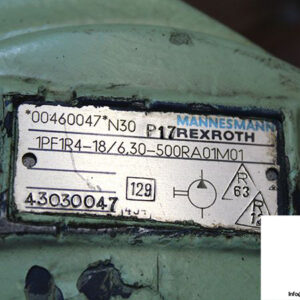 *00460047*N30 P17 MANNESMANN
REXROTH
1PF1R4-18/6,30-500RA01M01
43030047 129 R
63
R